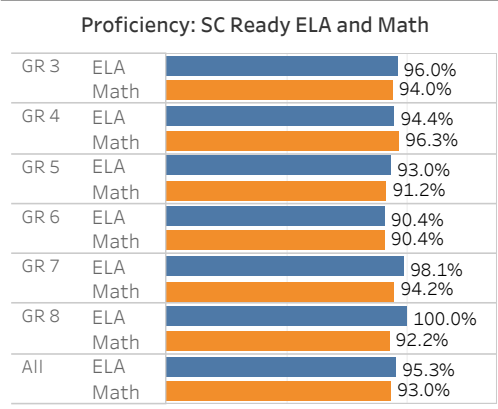 Proficiency: SC Ready ELA and Math
GR 3 ELA 96.0%
Math 94.0%
GR 4 ELA 94.4%
Math 96.3%
GR 5 ELA 93.0%
Math 91.2%
GR 6 ELA 90.4%
Math 90.4%
GR 7 ELA 98.1%
Math 94.2%
GR 8 ELA 100.0%
Math 92.2%
All ELA 95.3%
Math 93.0%